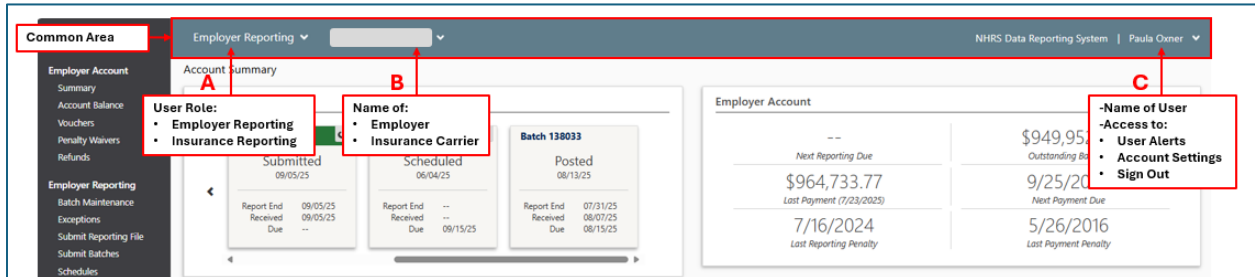 Common Area
Employer Reporting
NHRS Data Reporting System | Paula Oxner
Employer Account
Summary
Account Balance
Vouchers
Penalty Waivers
Refunds
Employer Reporting
Batch Maintenance
Exceptions
Submit Reporting File
Submit Batches
Schedules
Account Summary
A
User Role:
• Employer Reporting
• Insurance Reporting
B
Name of:
• Employer
• Insurance Carrier
C
-Name of User
-Access to:
• User Alerts
• Account Settings
• Sign Out
Submitted
09/05/25
Report End 09/05/25
Received 09/05/25
Due --
Scheduled
06/04/25
Report End --
Received --
Due 09/15/25
Batch 138033
Posted
08/13/25
Report End 07/31/25
Received 08/07/25
Due 08/15/25
Employer Account
--
Next Reporting Due
$949,952
Outstanding Ba
$964,733.77
Last Payment (7/23/2025)
9/25/20
Next Payment Due
7/16/2024
Last Reporting Penalty
5/26/2016
Last Payment Penalty